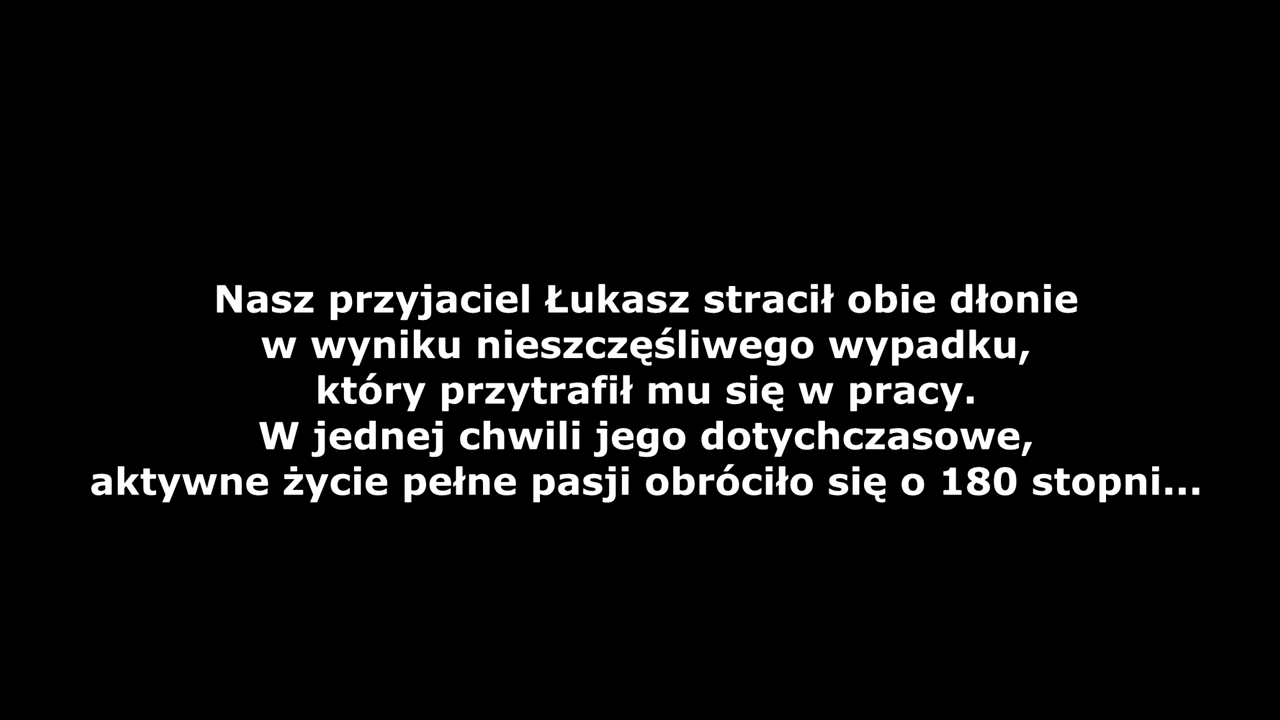 Nasz przyjaciel Łukasz stracił obie dłonie
w wyniku nieszczęśliwego wypadku,
który przytrafił mu się w pracy.
W jednej chwili jego dotychczasowe,
aktywne życie pełne pasji obróciło się o 180 stopni...